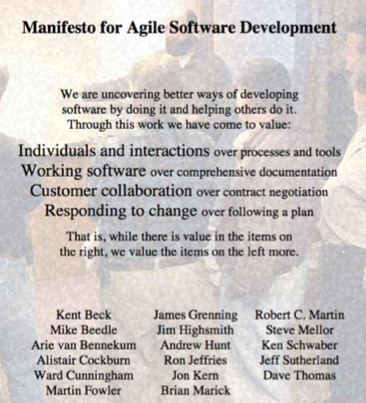 Manifesto for Agile Software Development
We are uncovering better ways of developing
software by doing it and helping others do it.
Through this work we have come to value:
Individuals and interactions over processes and tools
Working software over comprehensive documentation
Customer collaboration over contract negotiation
Responding to change over following a plan
That is, while there is value in the items on
the right, we value the items on the left more.
Kent Beck
Mike Beedle
Arie van Bennekum
Alistair Cockburn
Ward Cunningham
Martin Fowler
James Grenning
Jim Highsmith
Andrew Hunt
Ron Jeffries
Jon Kern
Brian Marick
Robert C. Martin
Steve Mellor
Ken Schwaber
Jeff Sutherland
Dave Thomas